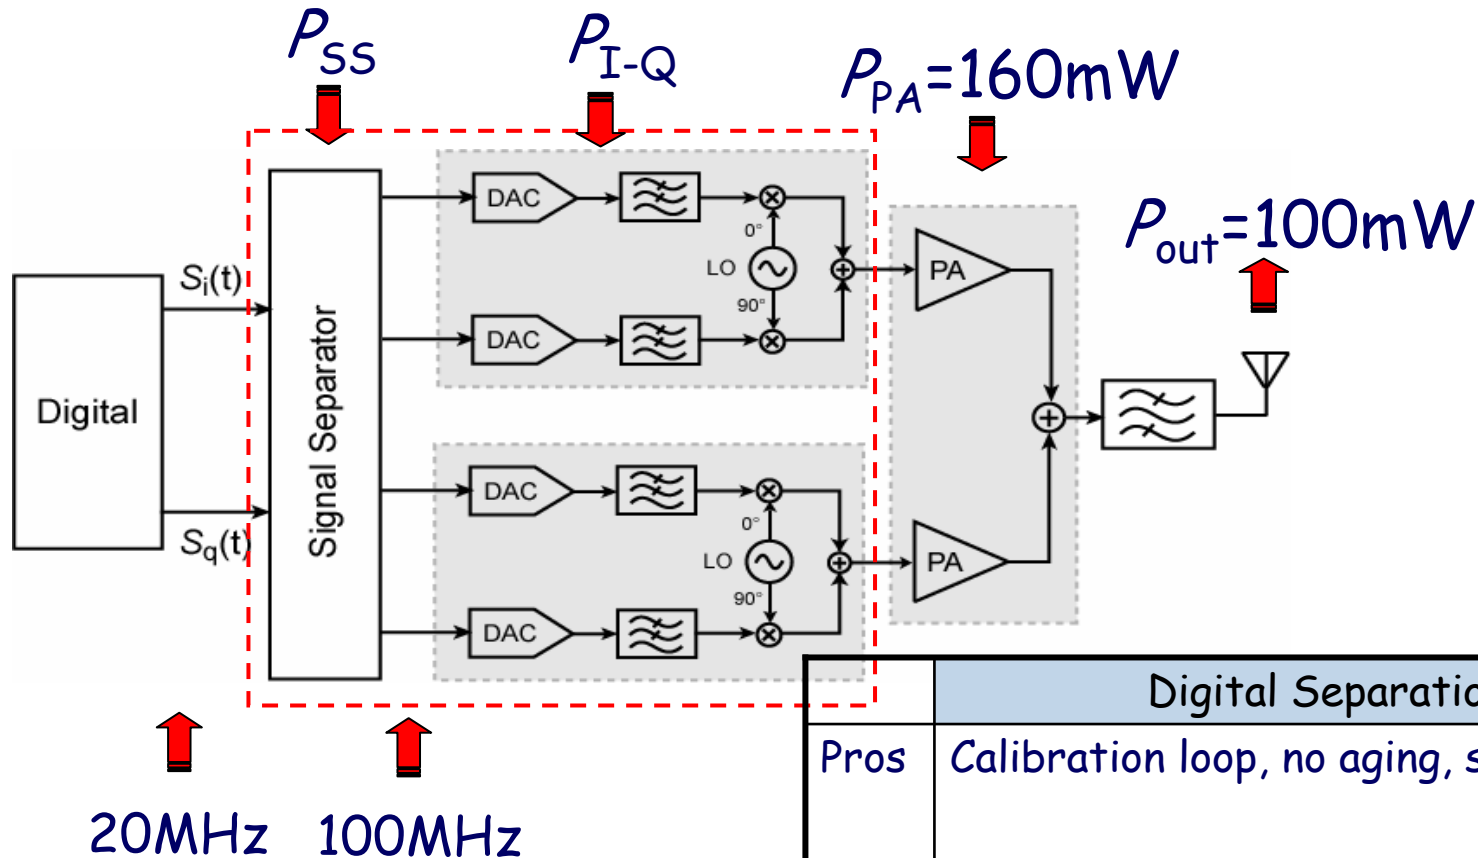 P_SS
P_I-Q
P_PA=160mW
P_out=100mW
DAC
0°
LO
PA
90°
DAC
S_i(t)
Digital
Signal Separator
S_q(t)
DAC
0°
LO
PA
90°
DAC
20MHz
100MHz
Digital
Pros
Calibration loop, no aging,